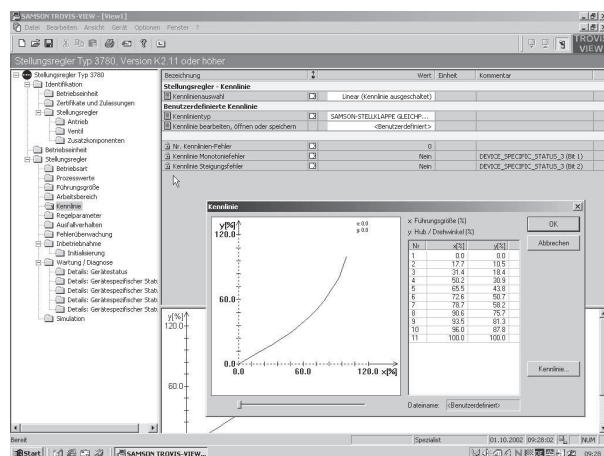 SAMSON TROVIS-VIEW - [View1]
Datei Bearbeiten Ansicht Gerät Optionen Fenster ?
TROVIS
VIEW
Stellungsregler Typ 3780, Version K2.11 oder höher
Stellungsregler Typ 3780
Identifikation
Betriebseinheit
Zertifikate und Zulassungen
Stellungsregler
Antrieb
Ventil
Zusatzkomponenten
Betriebseinheit
Stellungsregler
Betriebsart
Prozesswerte
Führungsgröße
Arbeitsbereich
Kennlinie
Regelparameter
Ausfallverhalten
Fehlerüberwachung
Inbetriebnahme
Initialisierung
Wartung / Diagnose
Details: Gerätestatus
Details: Gerätespezifischer Statu
Details: Gerätespezifischer Statu
Details: Gerätespezifischer Statu
Details: Gerätespezifischer Statu
Simulation
Bezeichnung Wert Einheit Kommentar
Stellungsregler - Kennlinie
Kennlinienauswahl Linear (Kennlinie ausgeschaltet)
Benutzerdefinierte Kennlinie
Kennlinientyp SAMSON-STELLKLAPPE GLEICHP...
Kennlinie bearbeiten, öffnen oder speichern <Benutzerdefiniert>
Nr. Kennlinien-Fehler 0
Kennlinie Monotoniefehler Nein DEVICE_SPECIFIC_STATUS_3 (Bit 1)
Kennlinie Steigungsfehler Nein DEVICE_SPECIFIC_STATUS_3 (Bit 2)
Kennlinie
y[%]
120.0
60.0
0.0
0.0 60.0 120.0 x[%]
x: 0.0
y: 0.0
x: Führungsgröße (%)
y: Hub / Drehwinkel (%)
Nr x[%] y[%]
1 0.0 0.0
2 17.7 10.5
3 31.4 18.4
4 50.2 30.9
5 65.5 43.8
6 72.6 50.7
7 78.7 58.2
8 90.6 75.7
9 93.5 81.3
10 96.0 87.8
11 100.0 100.0
OK
Abbrechen
Kennlinie...
Dateiname: <Benutzerdefiniert>
y[%]
120.0
60.0
Bereit Spezialist 01.10.2002 09:28:02 NUM
Start SAMSON TROVIS-VIEW... 09:28